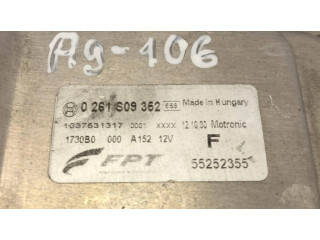 Ag-106
0 261 S09 352 Made in Hungary
1037531317 0001 XXXX 12.10.30 Motronic
1730B0 000 A152 12V F
FPT 55252355